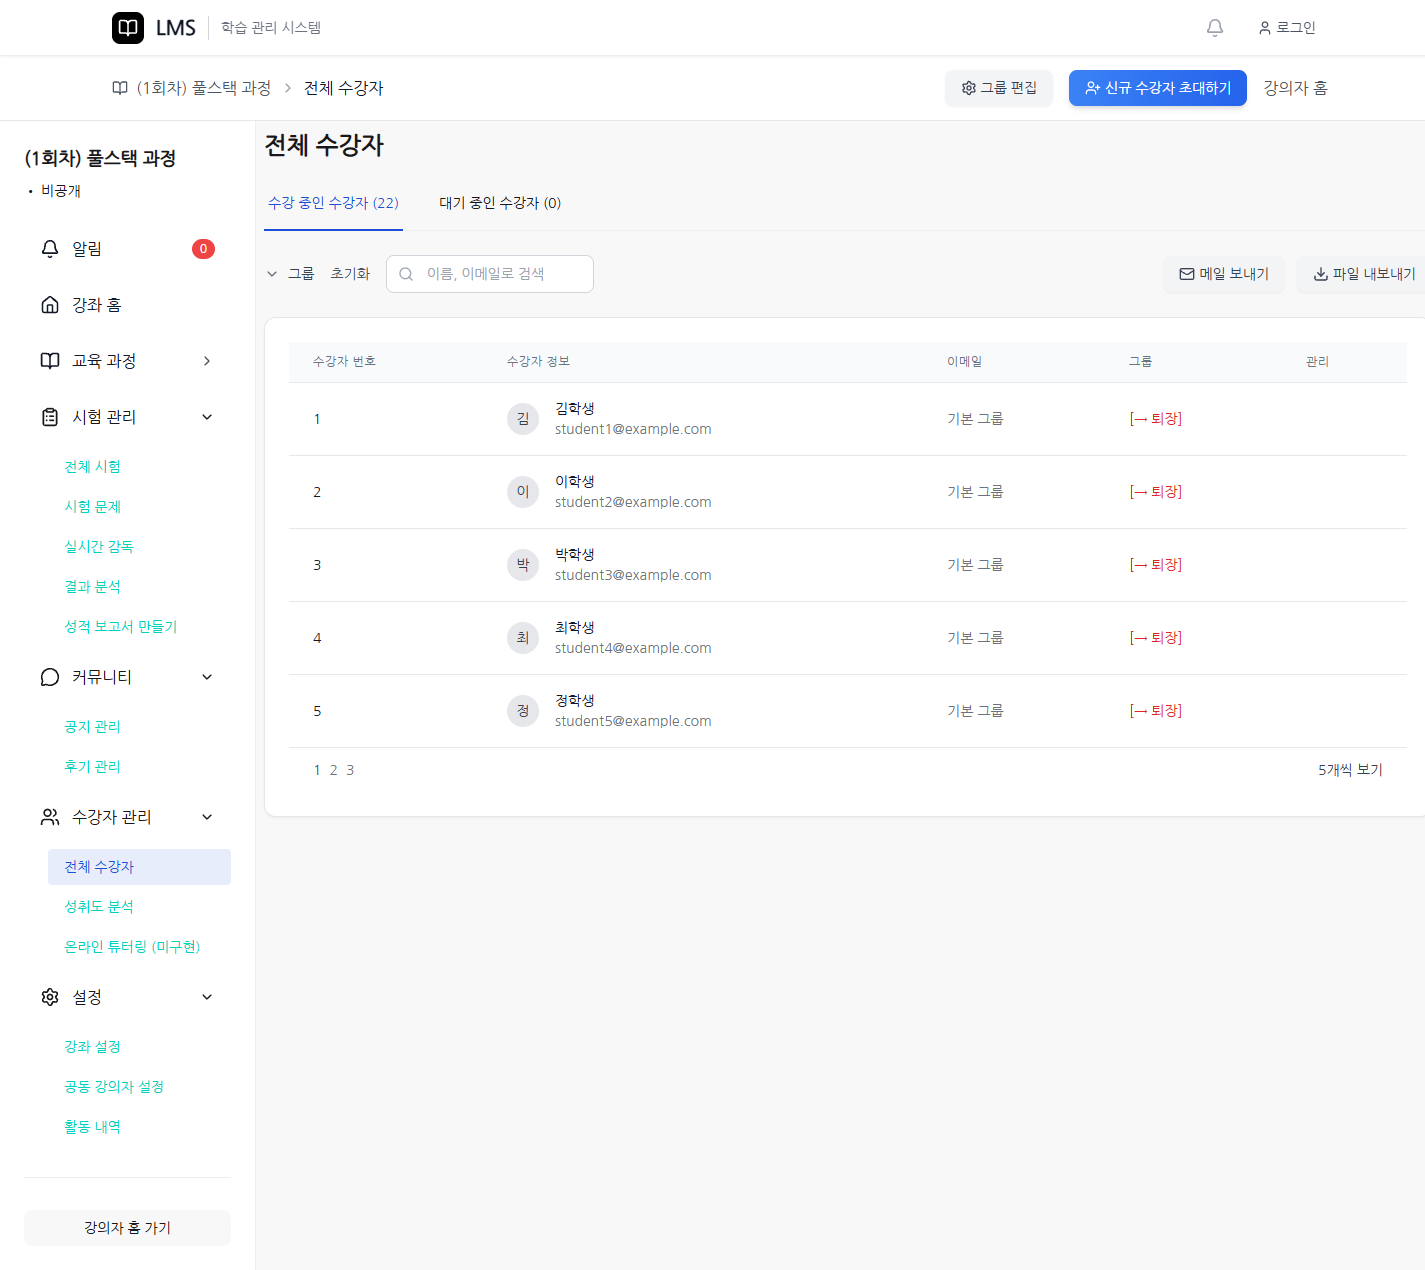 LMS 학습 관리 시스템 로그인
(1회차) 풀스택 과정 > 전체 수강자 그룹 편집 신규 수강자 초대하기 강의자 홈
(1회차) 풀스택 과정
• 비공개
알림 0
강좌 홈
교육 과정
시험 관리
전체 시험
시험 문제
실시간 감독
결과 분석
성적 보고서 만들기
커뮤니티
공지 관리
후기 관리
수강자 관리
전체 수강자
성취도 분석
온라인 튜터링 (미구현)
설정
강좌 설정
공동 강의자 설정
활동 내역
강의자 홈 가기
전체 수강자
수강 중인 수강자 (22) 대기 중인 수강자 (0)
그룹 초기화 이름, 이메일로 검색 메일 보내기 파일 내보내기
수강자 번호 수강자 정보 이메일 그룹 관리
1 김 김학생 기본 그룹 [→ 퇴장]
student1@example.com
2 이 이학생 기본 그룹 [→ 퇴장]
student2@example.com
3 박 박학생 기본 그룹 [→ 퇴장]
student3@example.com
4 최 최학생 기본 그룹 [→ 퇴장]
student4@example.com
5 정 정학생 기본 그룹 [→ 퇴장]
student5@example.com
1 2 3 5개씩 보기